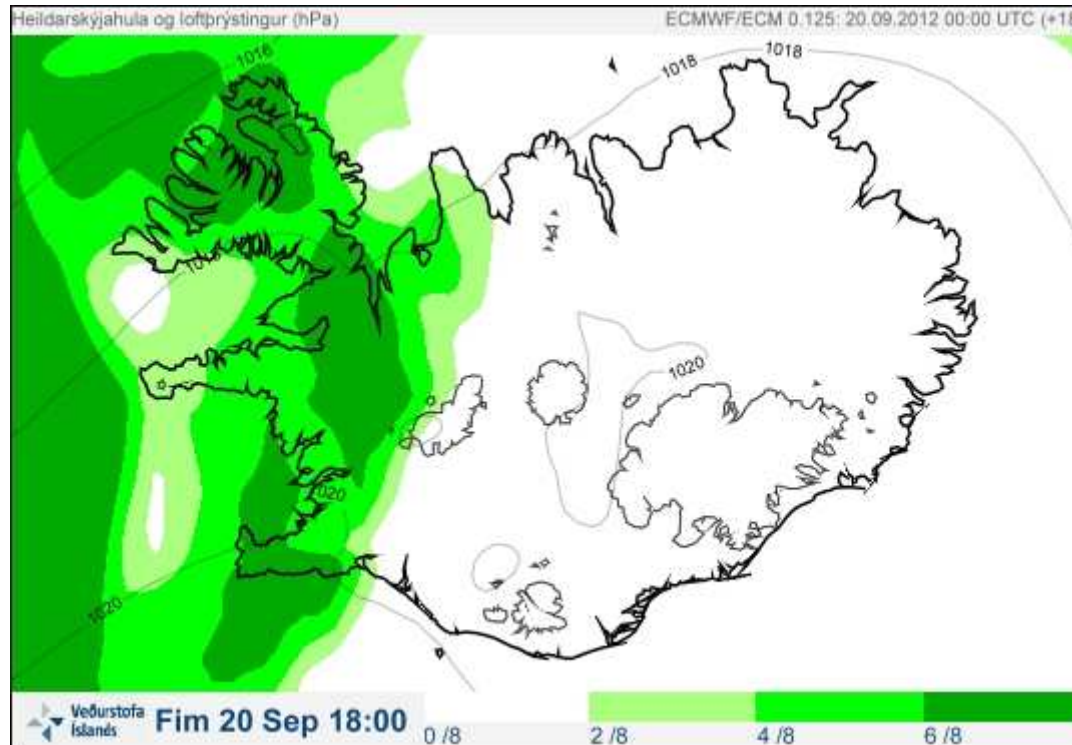 Heildarskýjahula og loftþrýstingur (hPa)
ECMWF/ECM 0.125: 20.09.2012 00:00 UTC (+18
1016
1018
1018
1020
1020
1020
Veðurstofa
Íslands
Fim 20 Sep 18:00
0 /8
2 /8
4 /8
6 /8